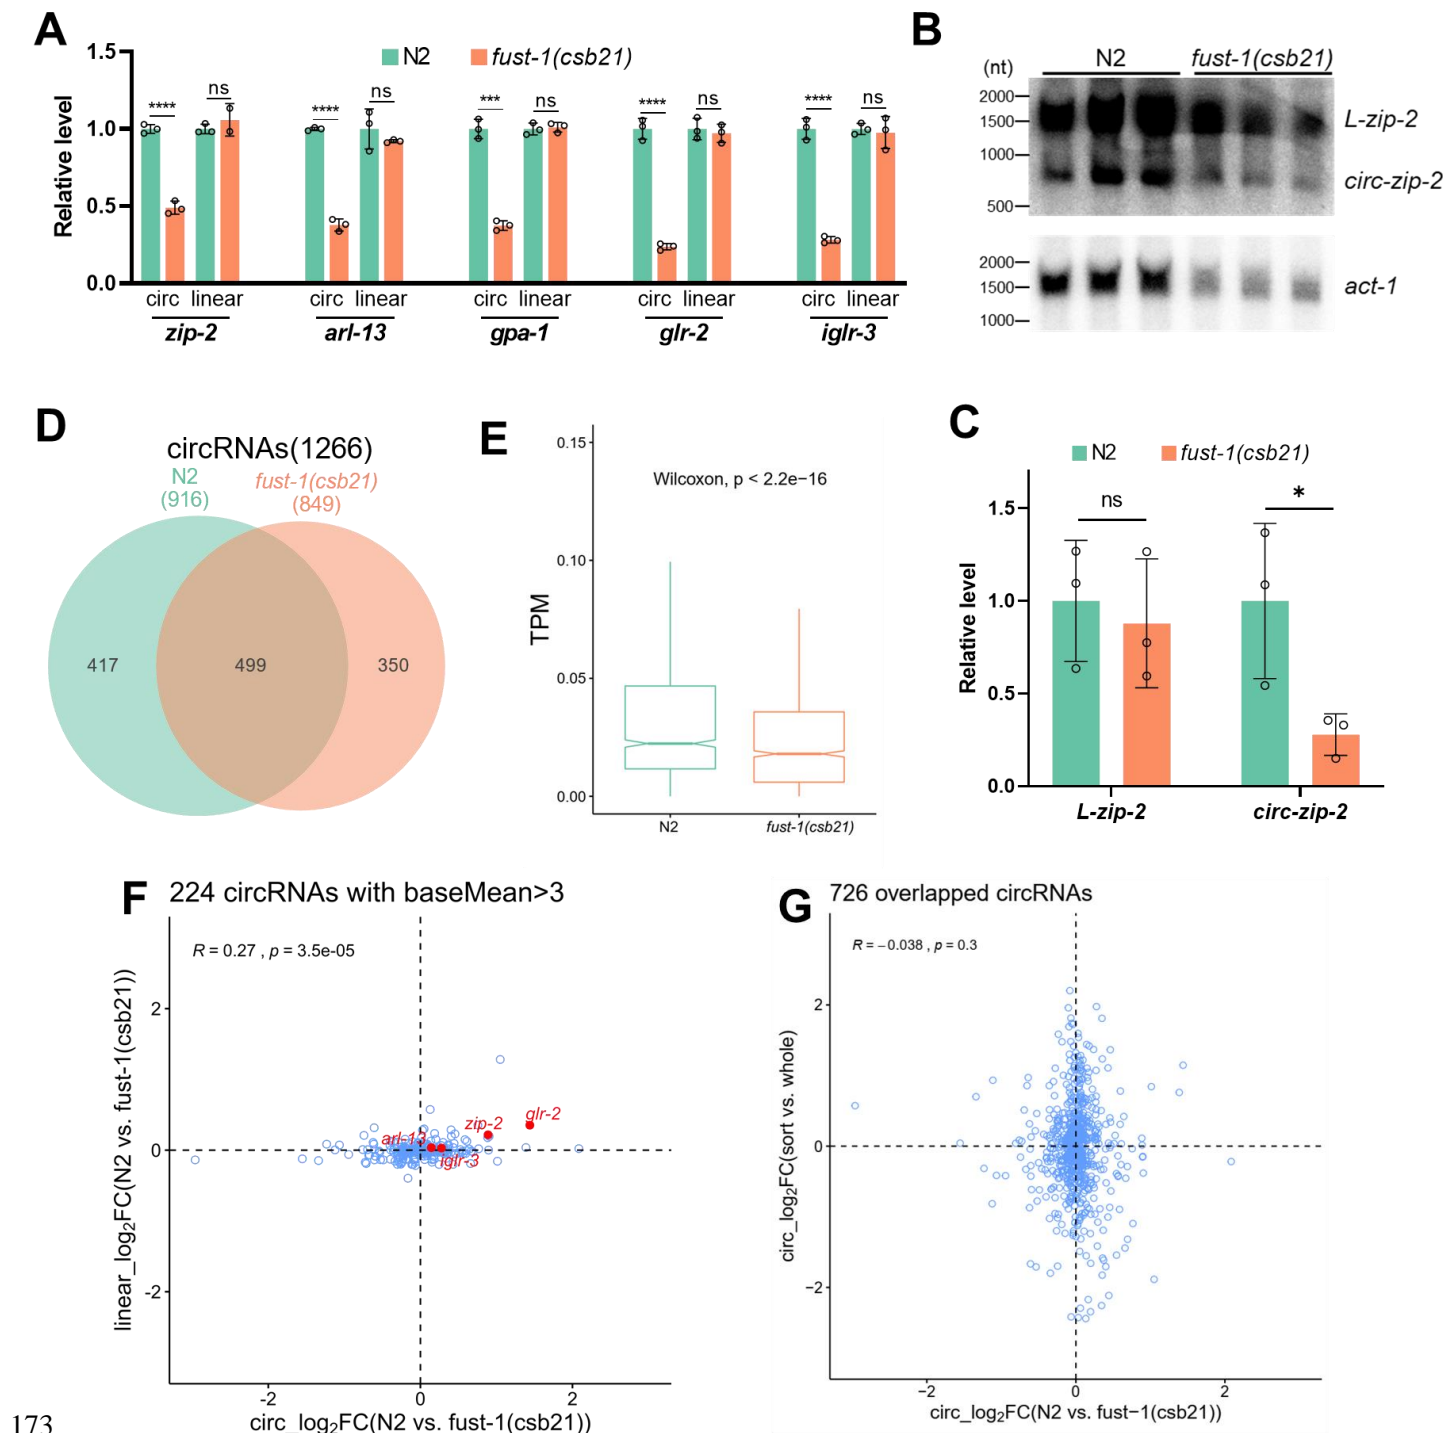 A
N2
fust-1(csb21)
Relative level
1.5
1.0
0.5
0.0
****
ns
****
ns
***
ns
****
ns
****
ns
circ linear
circ linear
circ linear
circ linear
circ linear
zip-2
arl-13
gpa-1
glr-2
iglr-3
B
(nt)
N2
fust-1(csb21)
2000
1500
1000
500
L-zip-2
circ-zip-2
2000
1500
1000
act-1
D
circRNAs(1266)
N2
(916)
fust-1(csb21)
(849)
417
499
350
E
TPM
0.15
0.10
0.05
0.00
Wilcoxon, p < 2.2e−16
N2
fust-1(csb21)
C
N2
fust-1(csb21)
Relative level
1.5
1.0
0.5
0.0
ns
*
L-zip-2
circ-zip-2
F
224 circRNAs with baseMean>3
R = 0.27 , p = 3.5e-05
linear_log2FC(N2 vs. fust-1(csb21))
2
0
-2
arl-13
zip-2
glr-2
iglr-3
-2
0
2
circ_log2FC(N2 vs. fust-1(csb21))
G
726 overlapped circRNAs
R = −0.038 , p = 0.3
circ_log2FC(sort vs. whole)
2
0
−2
−2
0
2
circ_log2FC(N2 vs. fust−1(csb21))
173